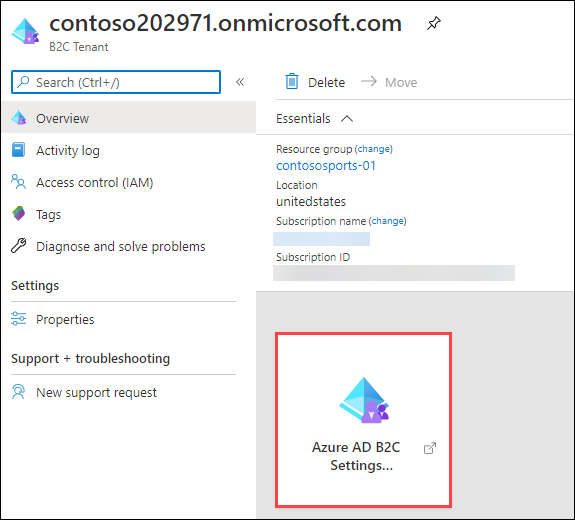 contoso202971.onmicrosoft.com
B2C Tenant
Search (Ctrl+/)
«
Overview
Activity log
Access control (IAM)
Tags
Diagnose and solve problems
Settings
Properties
Support + troubleshooting
New support request
Delete
Move
Essentials
Resource group (change)
contososports-01
Location
unitedstates
Subscription name (change)
Subscription ID
Azure AD B2C
Settings...